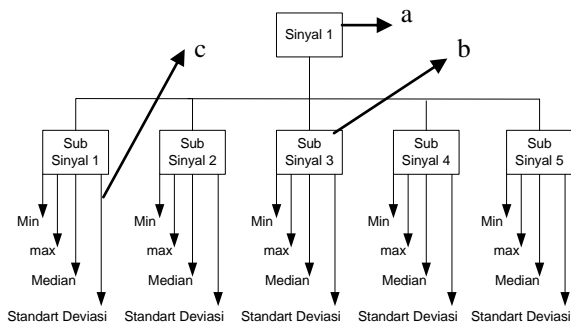 Sinyal 1
a
c
b
Sub
Sinyal 1
Sub
Sinyal 2
Sub
Sinyal 3
Sub
Sinyal 4
Sub
Sinyal 5
Min
max
Median
Standart Deviasi
Min
max
Median
Standart Deviasi
Min
max
Median
Standart Deviasi
Min
max
Median
Standart Deviasi
Min
max
Median
Standart Deviasi